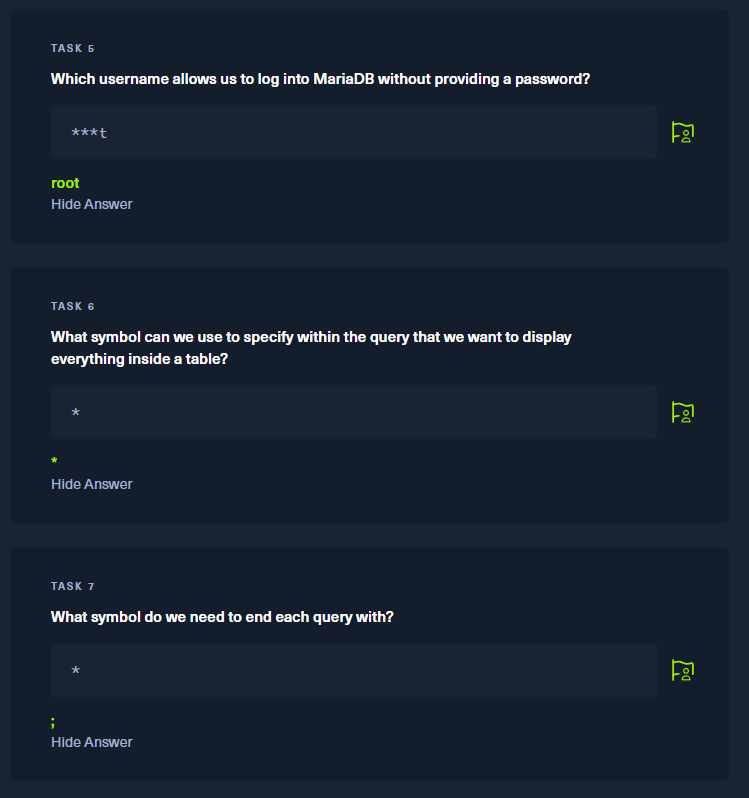 TASK 5
Which username allows us to log into MariaDB without providing a password?
***t
root
Hide Answer
TASK 6
What symbol can we use to specify within the query that we want to display
everything inside a table?
*
*
Hide Answer
TASK 7
What symbol do we need to end each query with?
*
;
Hide Answer